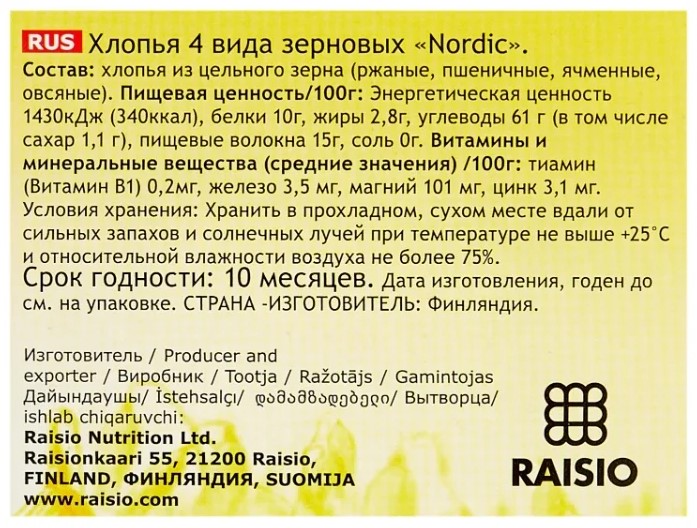 RUS Хлопья 4 вида зерновых «Nordic».
Состав: хлопья из цельного зерна (ржаные, пшеничные, ячменные,
овсяные). Пищевая ценность/100г: Энергетическая ценность
1430кДж (340ккал), белки 10г, жиры 2,8г, углеводы 61 г (в том числе
сахар 1,1 г), пищевые волокна 15г, соль 0г. Витамины и
минеральные вещества (средние значения) /100г: тиамин
(Витамин В1) 0,2мг, железо 3,5 мг, магний 101 мг, цинк 3,1 мг.
Условия хранения: Хранить в прохладном, сухом месте вдали от
сильных запахов и солнечных лучей при температуре не выше +25°С
и относительной влажности воздуха не более 75%.
Срок годности: 10 месяцев. Дата изготовления, годен до
см. на упаковке. СТРАНА -ИЗГОТОВИТЕЛЬ: Финляндия.
Изготовитель / Producer and
exporter / Виробник / Tootja / Ražotājs / Gamintojas
Дайындаушы/ İstehsalçı/ დამამზადებელი/ Вытворца/
ishlab chiqaruvchi:
Raisio Nutrition Ltd.
Raisionkaari 55, 21200 Raisio,
FINLAND, ФИНЛЯНДИЯ, SUOMIJA
www.raisio.com
RAISIO